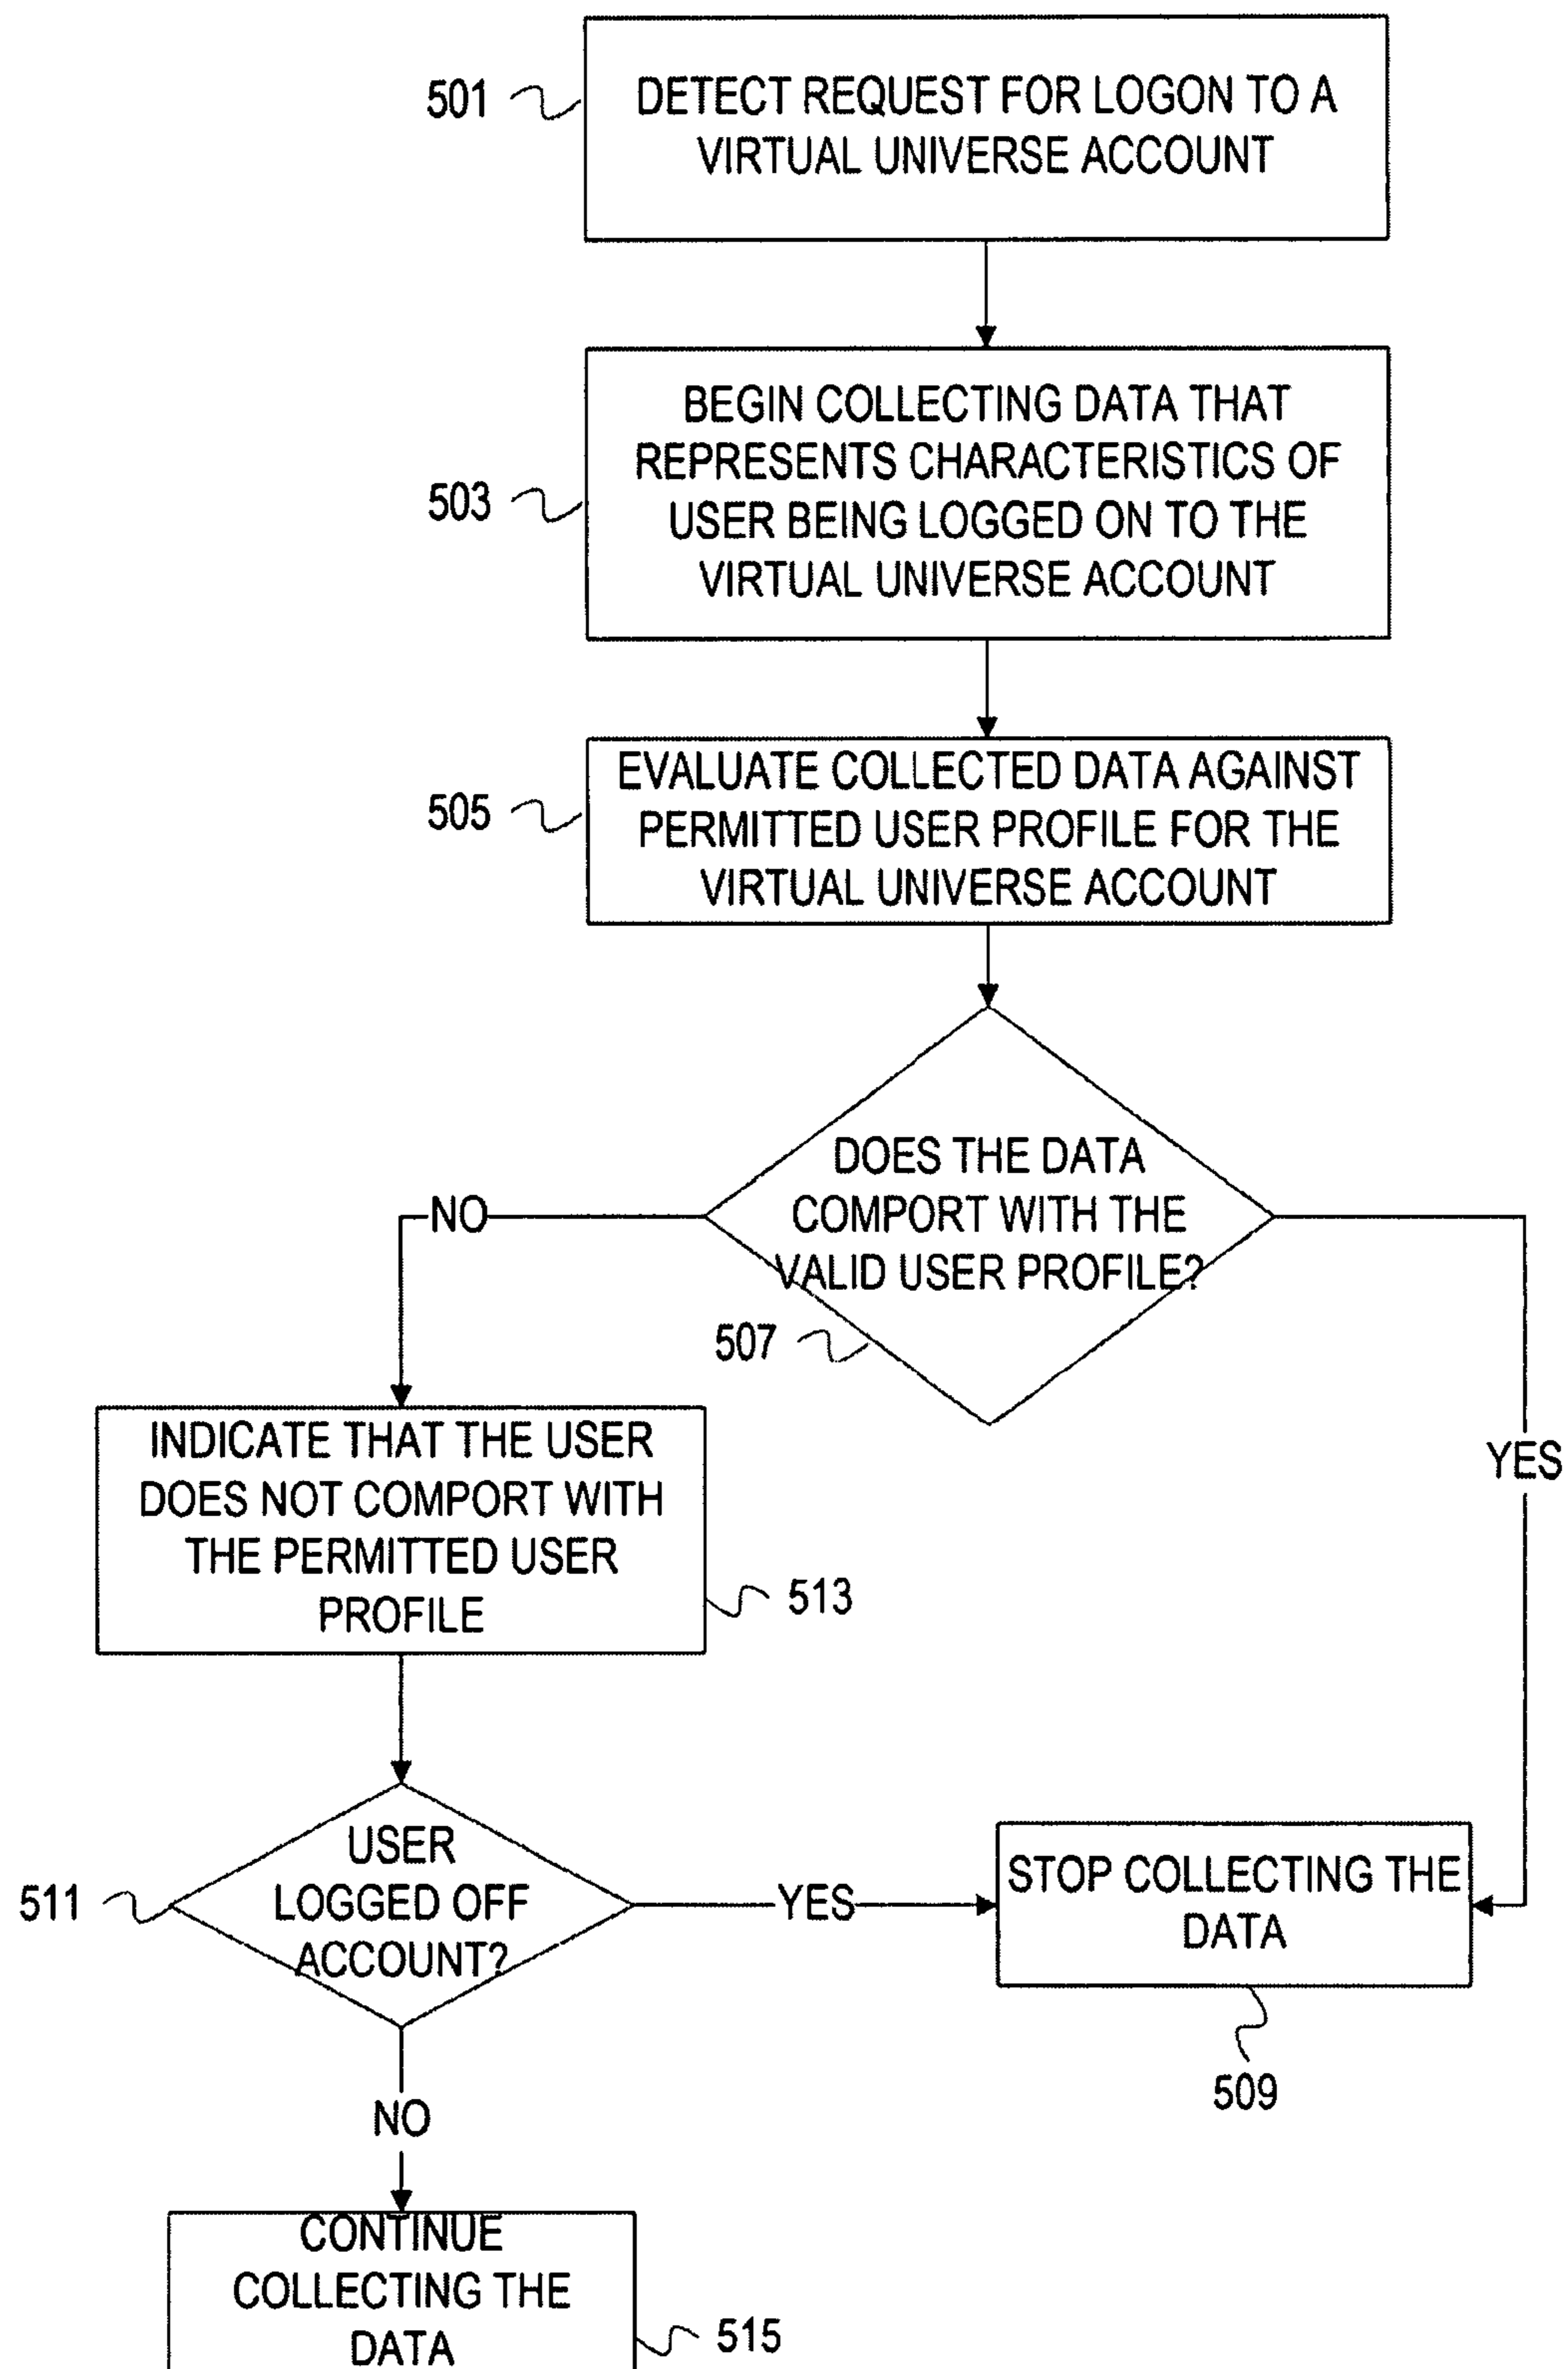 501
DETECT REQUEST FOR LOGON TO A
VIRTUAL UNIVERSE ACCOUNT
503
BEGIN COLLECTING DATA THAT
REPRESENTS CHARACTERISTICS OF
USER BEING LOGGED ON TO THE
VIRTUAL UNIVERSE ACCOUNT
505
EVALUATE COLLECTED DATA AGAINST
PERMITTED USER PROFILE FOR THE
VIRTUAL UNIVERSE ACCOUNT
DOES THE DATA
COMPORT WITH THE
VALID USER PROFILE?
507
NO
YES
INDICATE THAT THE USER
DOES NOT COMPORT WITH
THE PERMITTED USER
PROFILE
513
511
USER
LOGGED OFF
ACCOUNT?
YES
STOP COLLECTING THE
DATA
509
NO
CONTINUE
COLLECTING THE
DATA
515